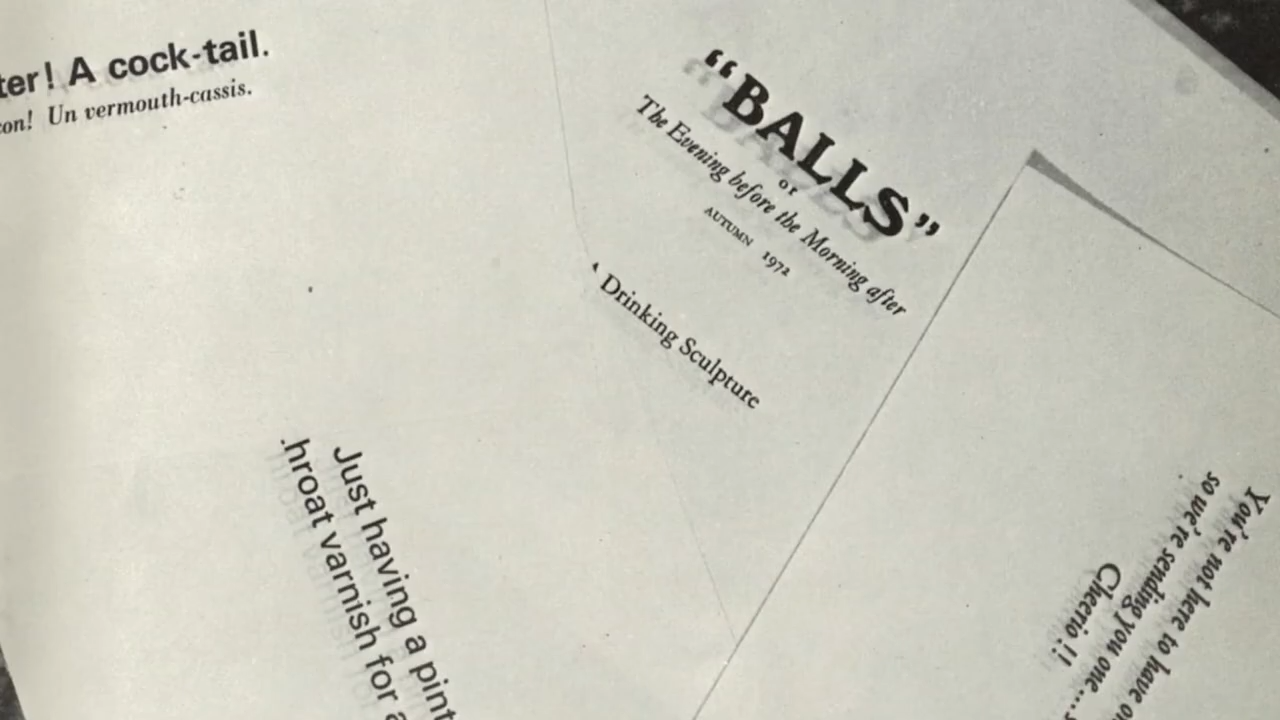 ter! A cock-tail.
con! Un vermouth-cassis.
“BALLS”
or
The Evening before the Morning after
AUTUMN 1972
A Drinking Sculpture
Just having a pint
hroat varnish for a
You're not here to have on
so we're sending you one....
Cheerio !!